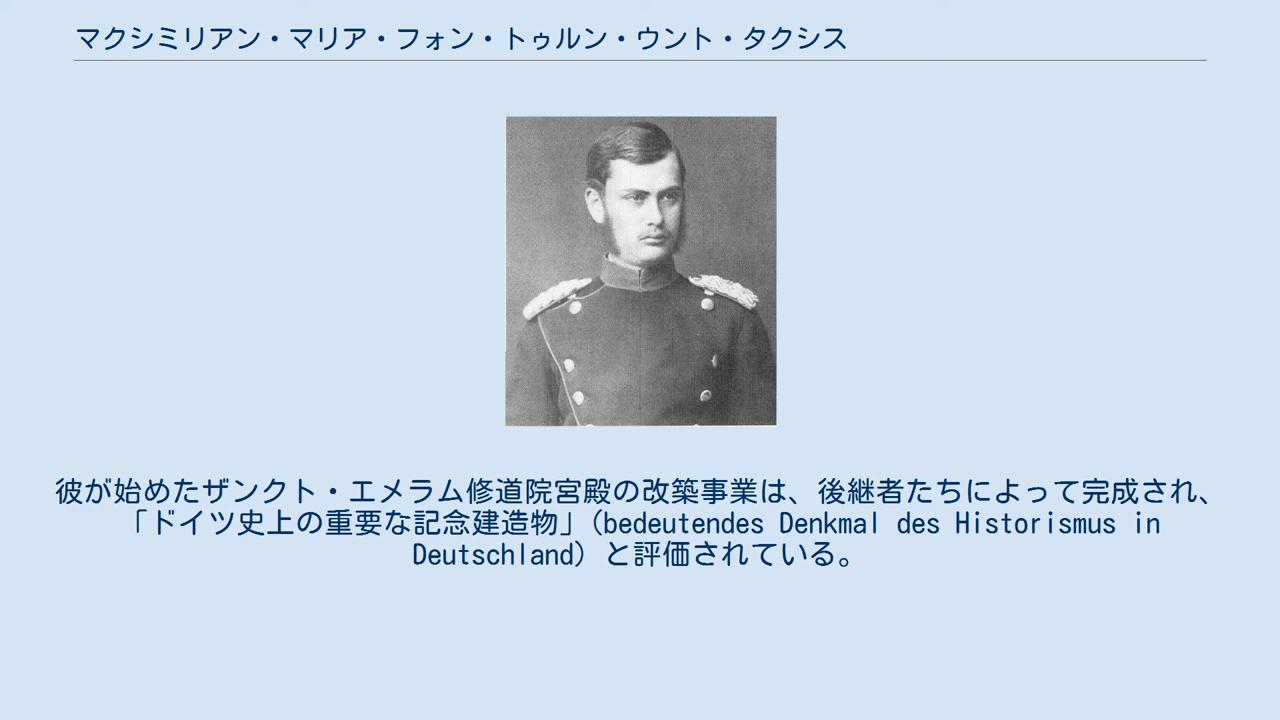 マクシミリアン・マリア・フォン・トゥルン・ウント・タクシス
彼が始めたザンクト・エメラム修道院宮殿の改築事業は、後継者たちによって完成され、
「ドイツ史上の重要な記念建造物」(bedeutendes Denkmal des Historismus in
Deutschland) と評価されている。